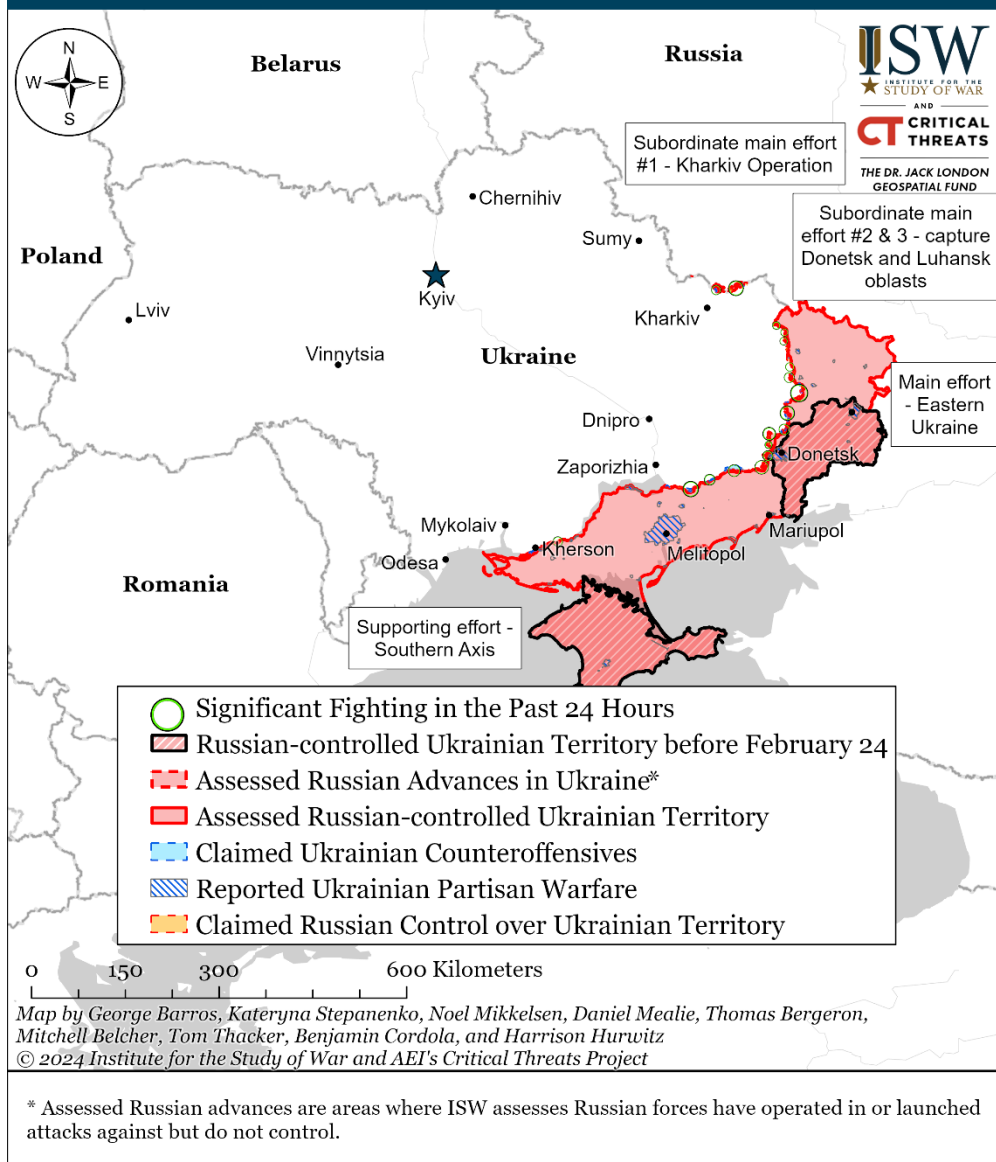 N
W
E
S
Belarus
Russia
ISW
INSTITUTE FOR THE
STUDY OF WAR
AND
CT CRITICAL
THREATS
THE DR. JACK LONDON
GEOSPATIAL FUND
Subordinate main effort
#1 - Kharkiv Operation
Subordinate main
effort #2 & 3 - capture
Donetsk and Luhansk
oblasts
Chernihiv
Sumy
Poland
Kyiv
Lviv
Kharkiv
Vinnytsia
Ukraine
Main effort
- Eastern
Ukraine
Dnipro
Donetsk
Zaporizhia
Mykolaiv
Mariupol
Kherson
Melitopol
Odesa
Romania
Supporting effort -
Southern Axis
Significant Fighting in the Past 24 Hours
Russian-controlled Ukrainian Territory before February 24
Assessed Russian Advances in Ukraine*
Assessed Russian-controlled Ukrainian Territory
Claimed Ukrainian Counteroffensives
Reported Ukrainian Partisan Warfare
Claimed Russian Control over Ukrainian Territory
0 150 300 600 Kilometers
Map by George Barros, Kateryna Stepanenko, Noel Mikkelsen, Daniel Mealie, Thomas Bergeron,
Mitchell Belcher, Tom Thacker, Benjamin Cordola, and Harrison Hurwitz
© 2024 Institute for the Study of War and AEI's Critical Threats Project
* Assessed Russian advances are areas where ISW assesses Russian forces have operated in or launched
attacks against but do not control.